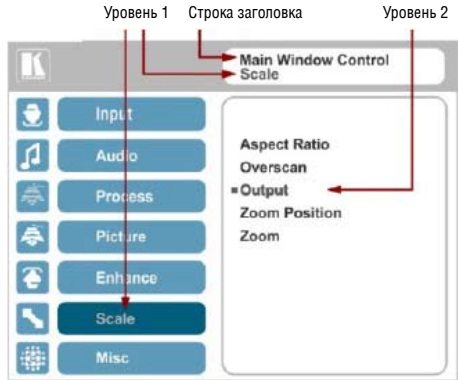 Уровень 1 Строка заголовка Уровень 2
Main Window Control
Scale
Input
Audio
Process
Picture
Enhance
Scale
Misc
Aspect Ratio
Overscan
Output
Zoom Position
Zoom